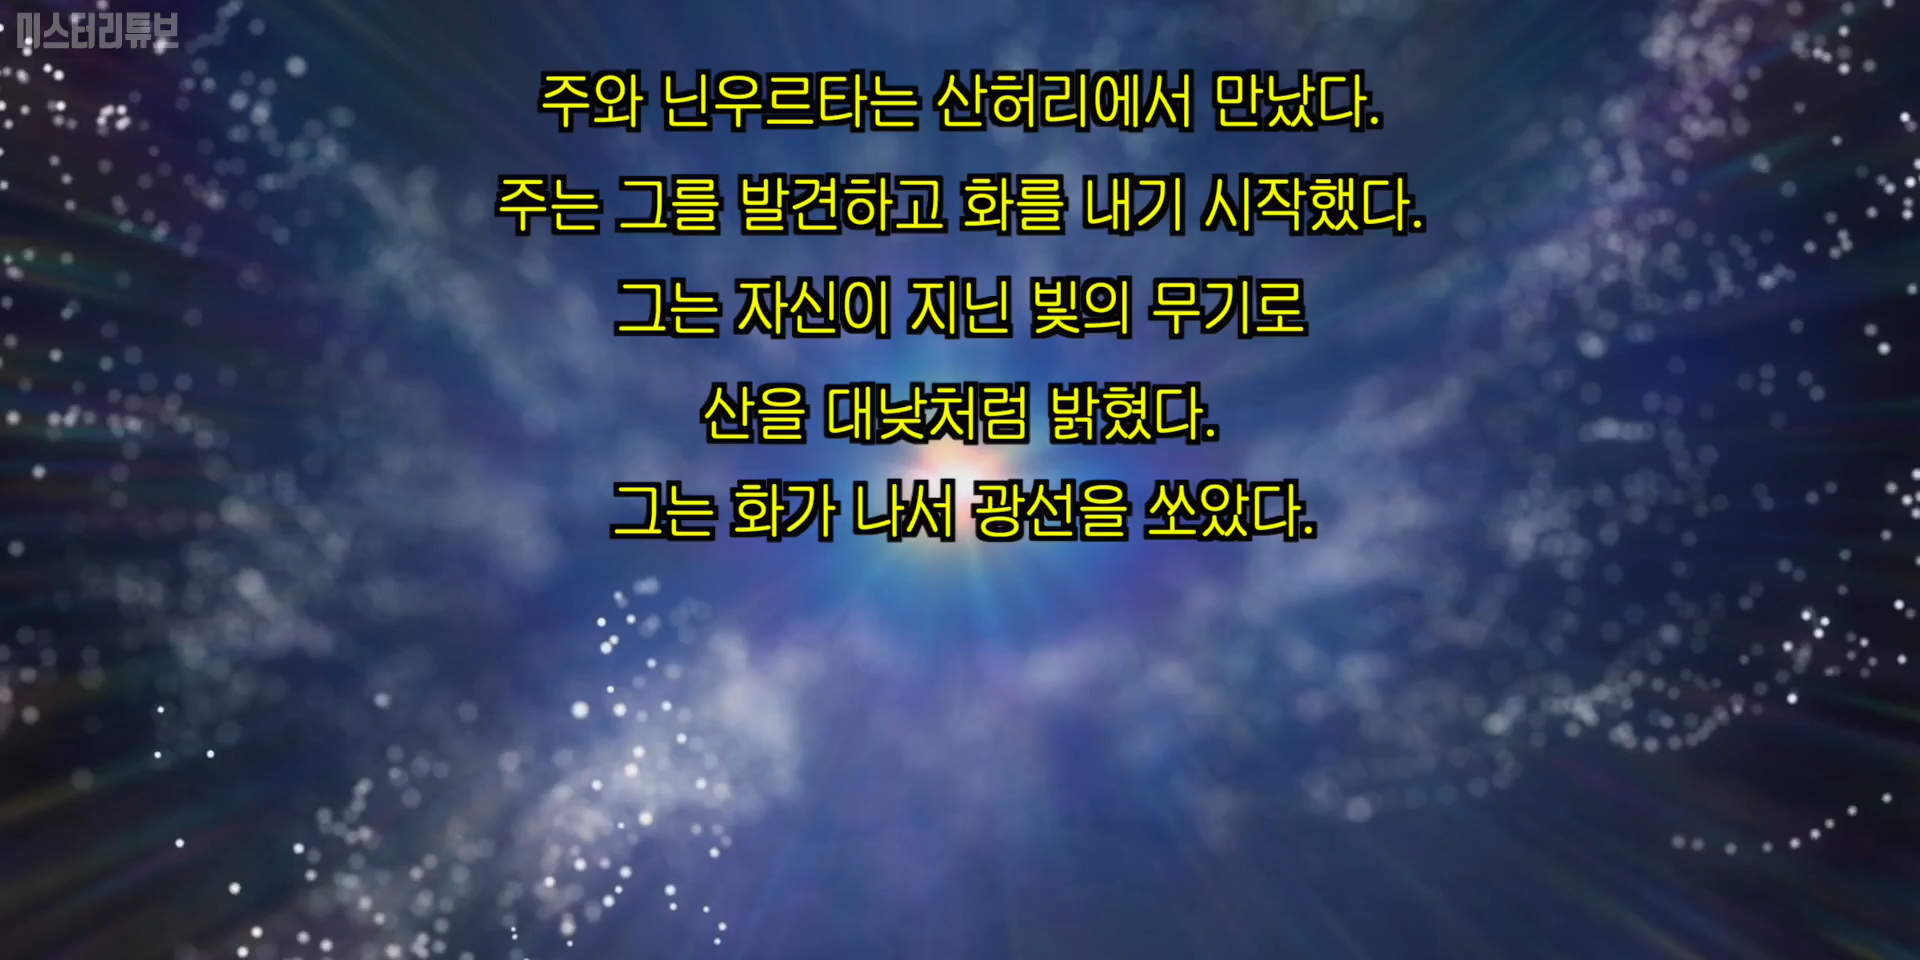 미스터리튜브
주와 닌우르타는 산허리에서 만났다.
주는 그를 발견하고 화를 내기 시작했다.
그는 자신이 지닌 빛의 무기로
산을 대낮처럼 밝혔다.
그는 화가 나서 광선을 쏘았다.